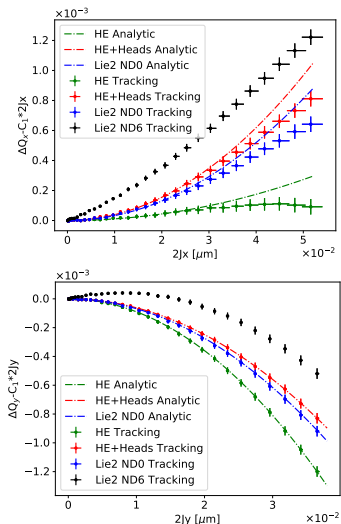 ×10⁻³
1.2
1.0
0.8
0.6
0.4
0.2
0.0
ΔQₓ-C₁*2Jx
HE Analytic
HE+Heads Analytic
Lie2 ND0 Analytic
HE Tracking
HE+Heads Tracking
Lie2 ND0 Tracking
Lie2 ND6 Tracking
0 1 2 3 4 5
×10⁻²
2Jx [μm]
×10⁻³
0.0
−0.2
−0.4
−0.6
−0.8
−1.0
−1.2
ΔQᵧ-C₁*2Jy
HE Analytic
HE+Heads Analytic
Lie2 ND0 Analytic
HE Tracking
HE+Heads Tracking
Lie2 ND0 Tracking
Lie2 ND6 Tracking
0 1 2 3
×10⁻²
2Jy [μm]